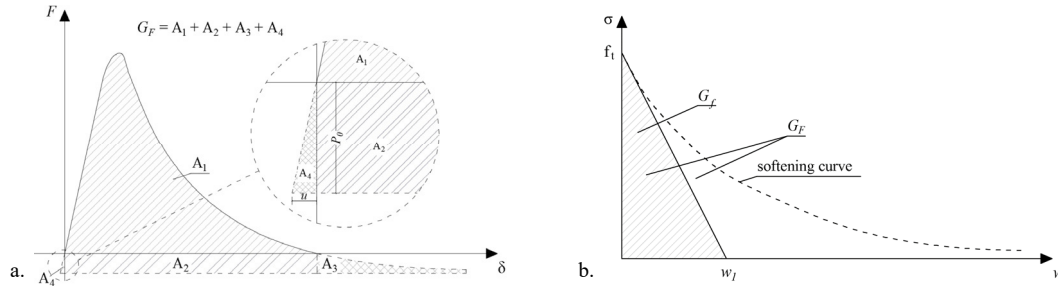 F
G_F = A₁ + A₂ + A₃ + A₄
A₁
P₀
A₂
A₄
u
A₁
A₂
A₃
A₄
δ
a.
σ
f_t
G_f
G_F
softening curve
w₁
b.